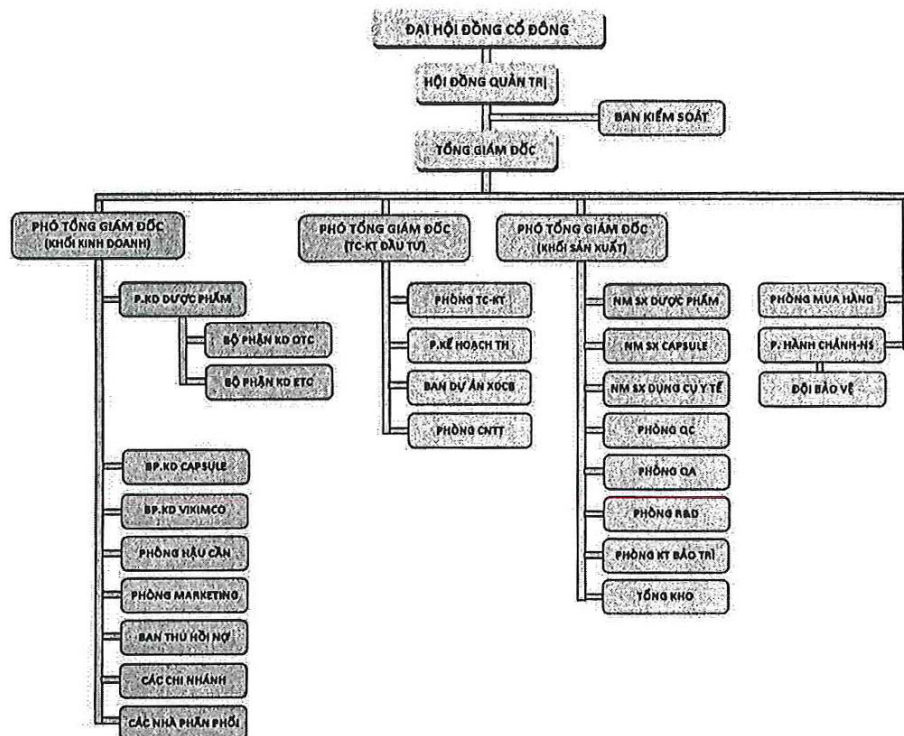 ĐẠI HỘI ĐỒNG CỔ ĐÔNG
HỘI ĐỒNG QUẢN TRỊ
BAN KIỂM SOÁT
TỔNG GIÁM ĐỐC
PHÓ TỔNG GIÁM ĐỐC
(KHỐI KINH DOANH)
P.KD DƯỢC PHẨM
BỘ PHẬN KD OTC
BỘ PHẬN KD ETC
BP.KD CAPSULE
BP.KD VIKIMCO
PHÒNG HẬU CẦN
PHÒNG MARKETING
BAN THU HỒI NỢ
CÁC CHI NHÁNH
CÁC NHÀ PHÂN PHỐI
PHÓ TỔNG GIÁM ĐỐC
(TC-KT ĐẦU TƯ)
PHÒNG TC-KT
P.KẾ HOẠCH TH
BAN DỰ ÁN XDCB
PHÒNG CNTT
PHÓ TỔNG GIÁM ĐỐC
(KHỐI SẢN XUẤT)
NM SX DƯỢC PHẨM
NM SX CAPSULE
NM SX DỤNG CỤ Y TẾ
PHÒNG QC
PHÒNG QA
PHÒNG R&D
PHÒNG KT BẢO TRÌ
TỔNG KHO
PHÒNG MUA HÀNG
P. HÀNH CHÁNH-NS
ĐỘI BẢO VỆ